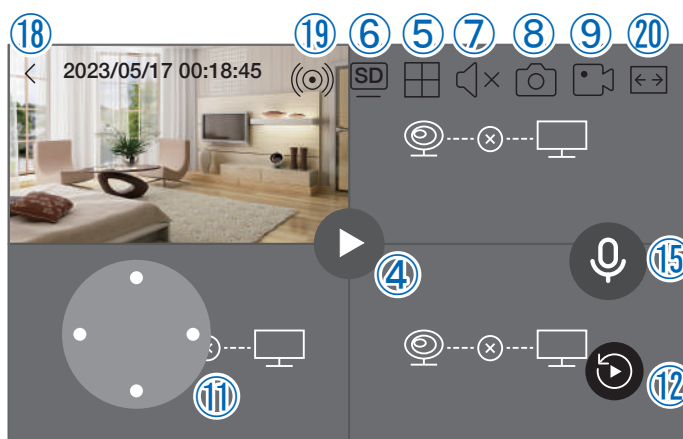 ⑱ ⑲ ⑥ ⑤ ⑦ ⑧ ⑨ ⑳
2023/05/17 00:18:45 SD
④ ⑮
⑪ ⑫